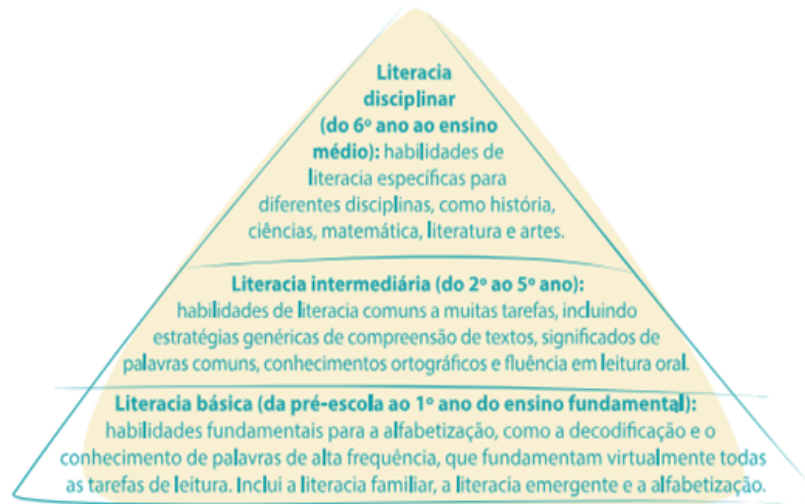 Literacia
disciplinar
(do 6º ano ao ensino
médio): habilidades de
literacia específicas para
diferentes disciplinas, como história,
ciências, matemática, literatura e artes.
Literacia intermediária (do 2º ao 5º ano):
habilidades de literacia comuns a muitas tarefas, incluindo
estratégias genéricas de compreensão de textos, significados de
palavras comuns, conhecimentos ortográficos e fluência em leitura oral.
Literacia básica (da pré-escola ao 1º ano do ensino fundamental):
habilidades fundamentais para a alfabetização, como a decodificação e o
conhecimento de palavras de alta frequência, que fundamentam virtualmente todas
as tarefas de leitura. Inclui a literacia familiar, a literacia emergente e a alfabetização.